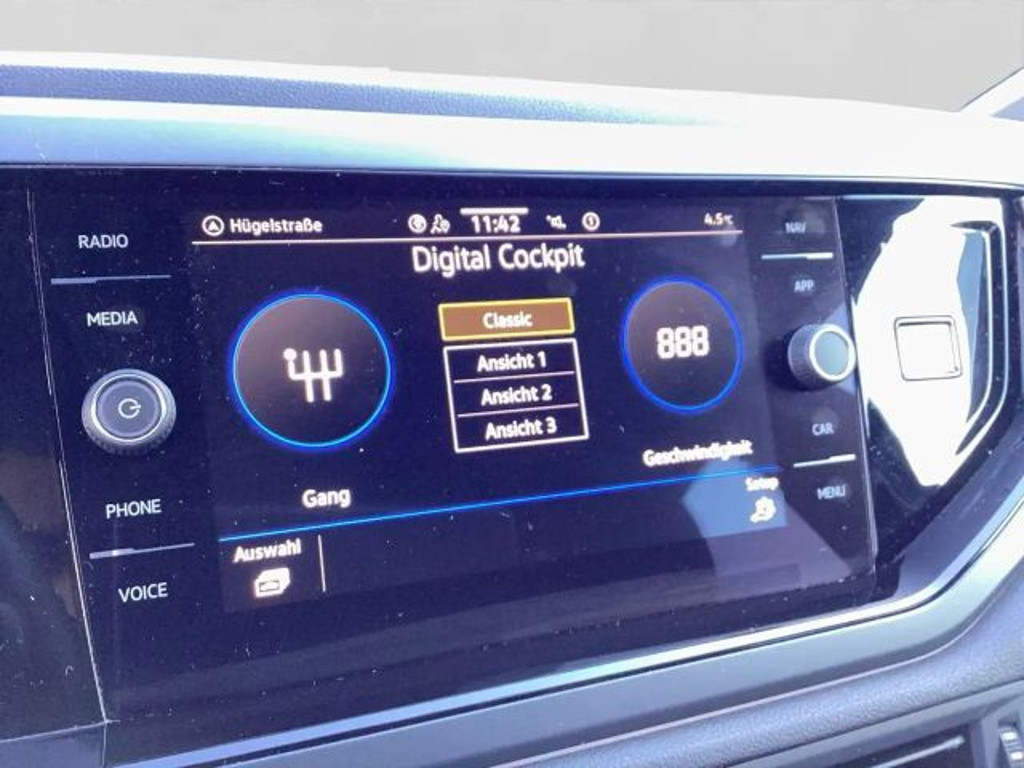 RADIO
MEDIA
PHONE
VOICE
Hügelstraße
11:42
4.5°C
Digital Cockpit
Classic
Ansicht 1
Ansicht 2
Ansicht 3
888
Gang
Geschwindigkeit
Auswahl
Setup
NAV
APP
CAR
MENU